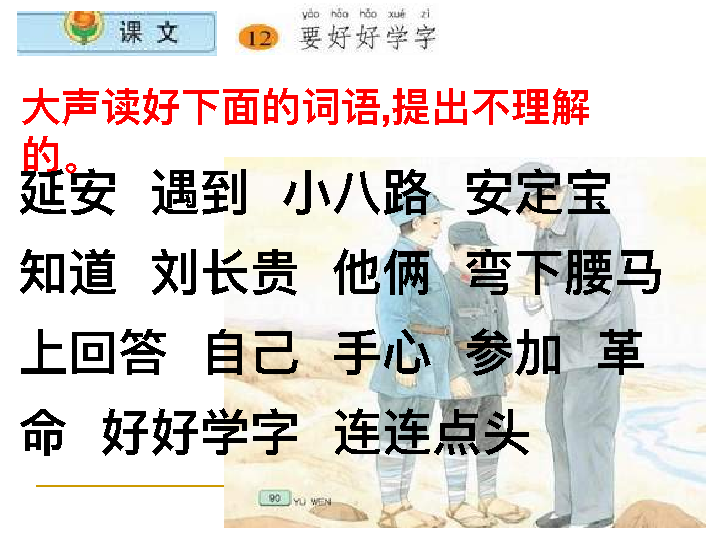 课 文
yào hǎo hǎo xué zì
12 要好好学字
大声读好下面的词语,提出不理解
的。
延安 遇到 小八路 安定宝
知道 刘长贵 他俩 弯下腰马
上回答 自己 手心 参加 革
命 好好学字 连连点头
90 YU WEN